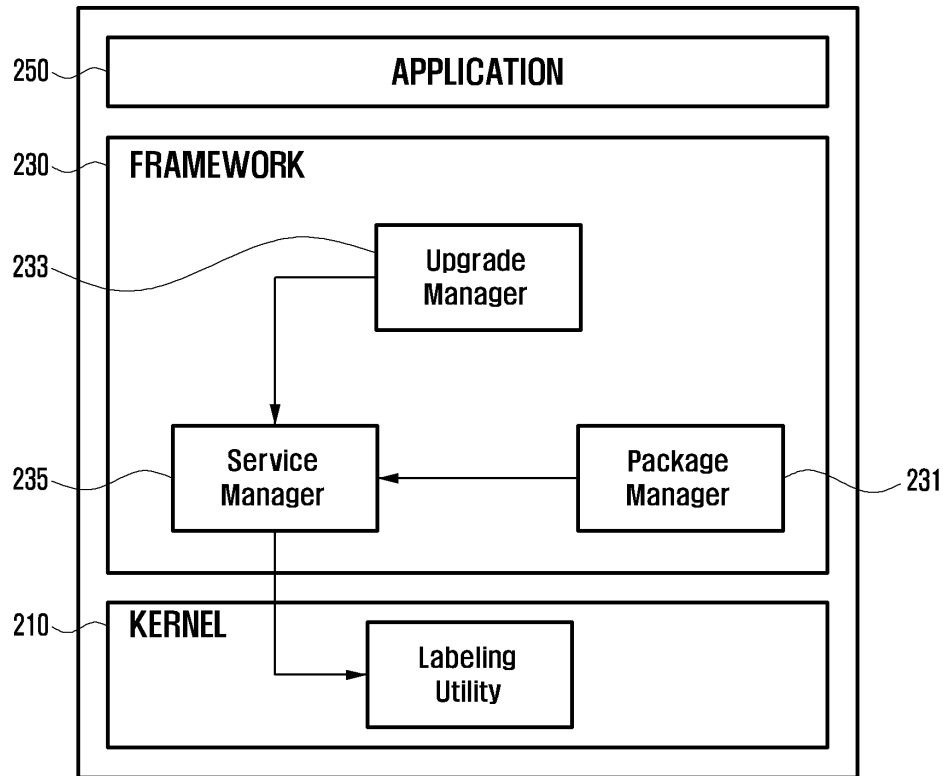 250
APPLICATION
230
FRAMEWORK
233
Upgrade
Manager
235
Service
Manager
Package
Manager
231
210
KERNEL
Labeling
Utility